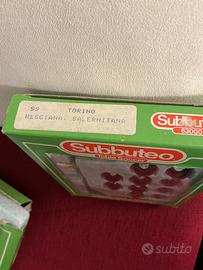 59 TORINO
REGGIANA. SALERNITANA
Subbuteo
63000
Subbuteo
subito